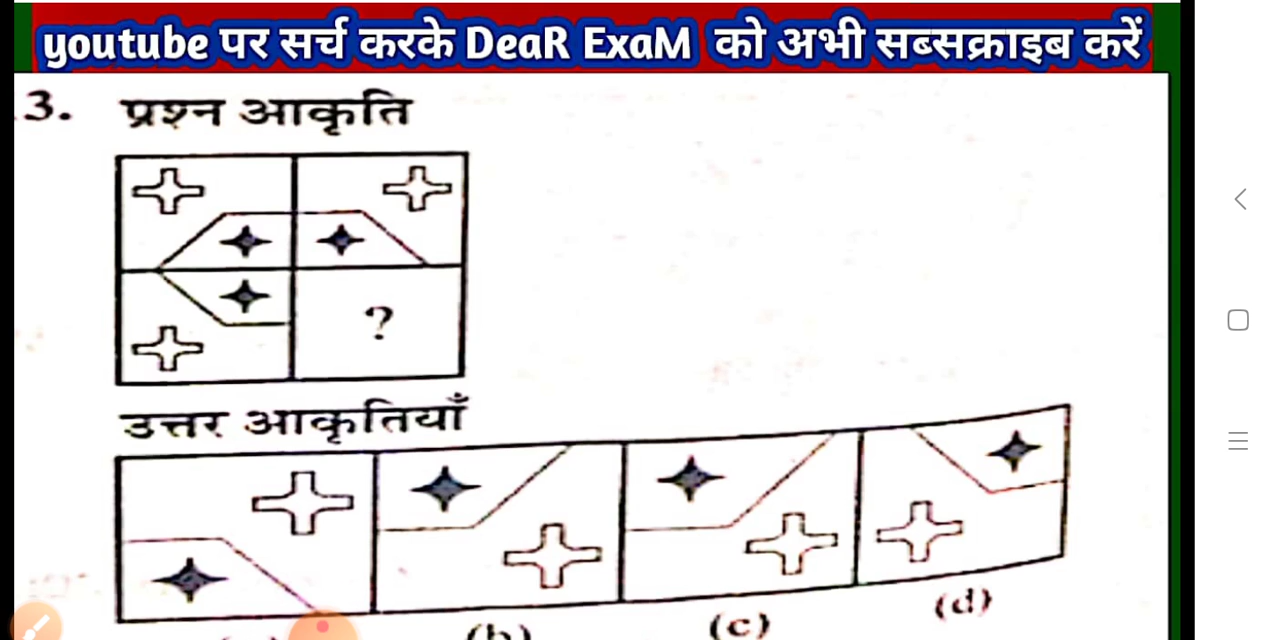 youtube पर सर्च करके DeaR ExaM को अभी सब्सक्राइब करें
3. प्रश्न आकृति
?
उत्तर आकृतियाँ
(b) (c) (d)